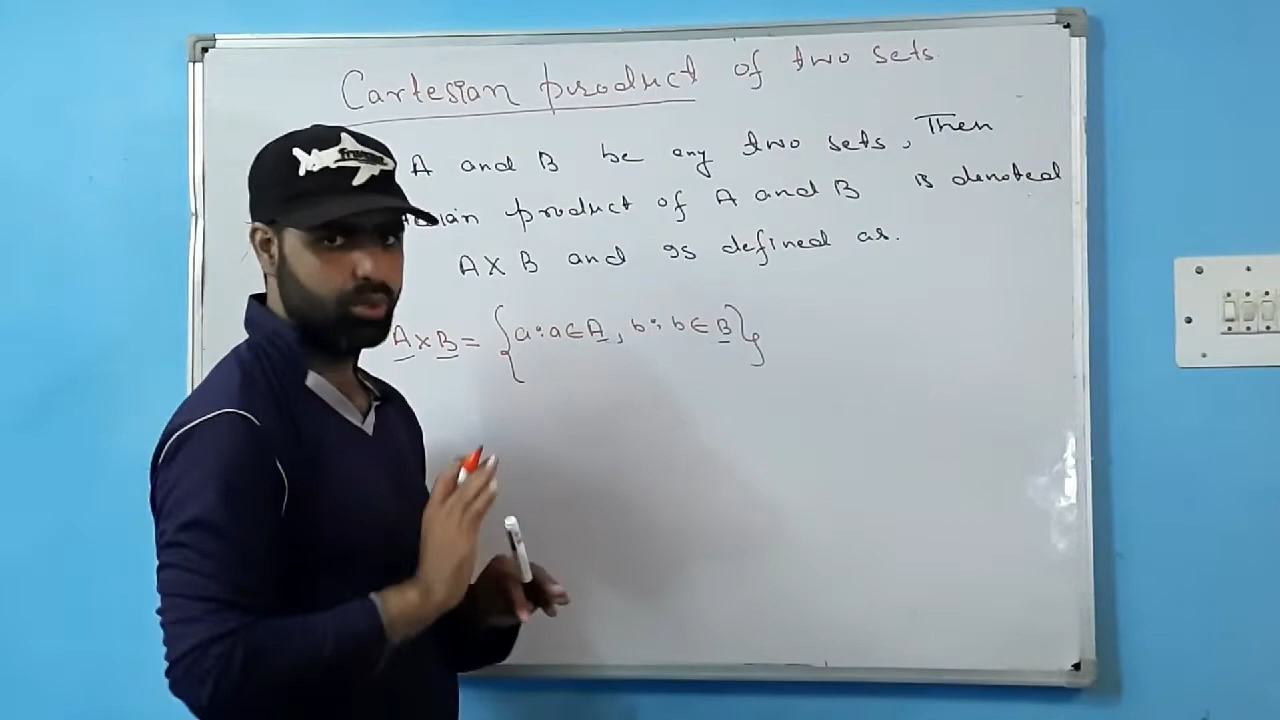 Cartesian product of two sets.
A and B be any two sets, Then
product of A and B is denoted
A X B and is defined as.
A x B = {a : a ∈ A, b : b ∈ B}